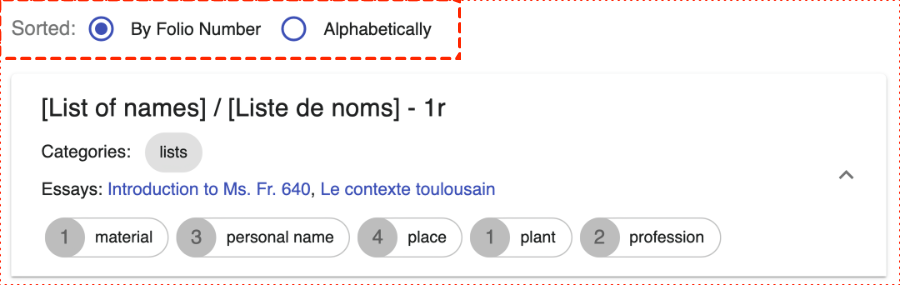 Sorted: By Folio Number Alphabetically
[List of names] / [Liste de noms] - 1r
Categories: lists
Essays: Introduction to Ms. Fr. 640, Le contexte toulousain
1 material 3 personal name 4 place 1 plant 2 profession